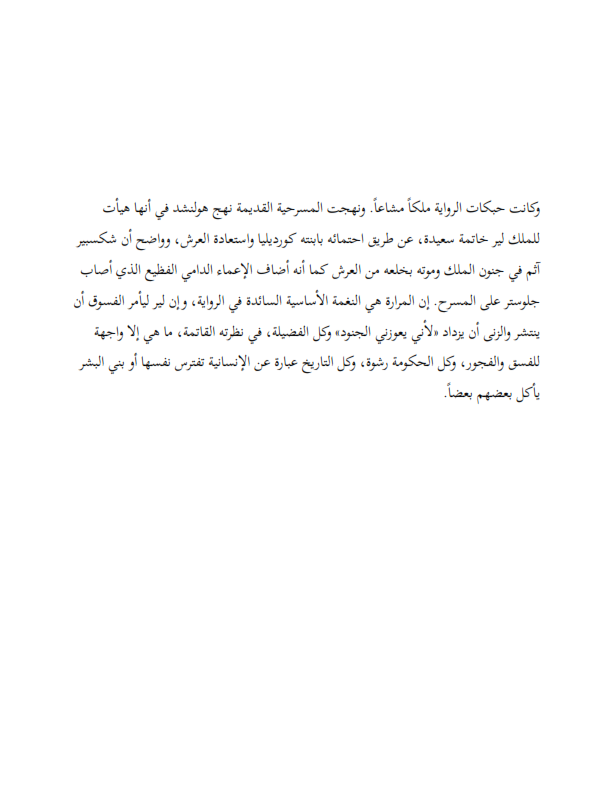 وكانت حبكات الرواية ملكاً مشاعاً. ونهجت المسرحية القديمة نهج هولنشد في أنها هيأت
للملك لير خاتمة سعيدة، عن طريق احتمائه بابنته كورديليا واستعادة العرش، وواضح أن شكسبير
آثم في جنون الملك وموته بخلعه من العرش كما أنه أضاف الإعماء الدامي الفظيع الذي أصاب
جلوستر على المسرح. إن المرارة هي النغمة الأساسية السائدة في الرواية، وإن لير ليأمر الفسوق أن
ينتشر والزنى أن يزداد «لأني يعوزني الجنود» وكل الفضيلة، في نظرته القاتمة، ما هي إلا واجهة
للفسق والفجور، وكل الحكومة رشوة، وكل التاريخ عبارة عن الإنسانية تفترس نفسها أو بني البشر
يأكل بعضهم بعضاً.